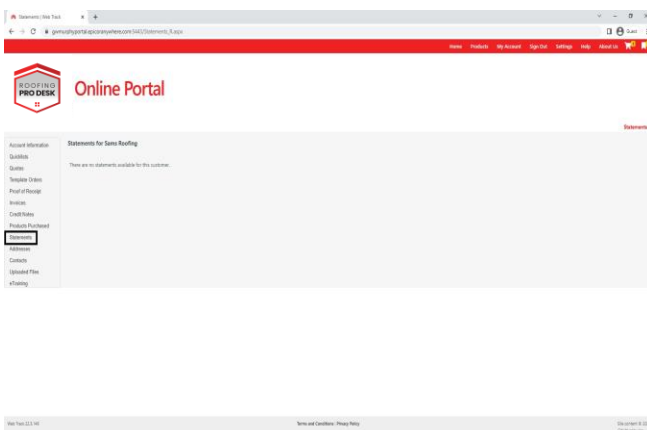 Statements | Web Track
Home Products My Account Sign Out Settings Help About Us
ROOFING
PRO DESK
Online Portal
Statements
Account Information
Statements for Sams Roofing
Quicklists
Quotes
There are no statements available for this customer.
Template Orders
Proof of Receipt
Invoices
Credit Notes
Products Purchased
Statements
Addresses
Contacts
Uploaded Files
eTraining
Terms and Conditions | Privacy Policy